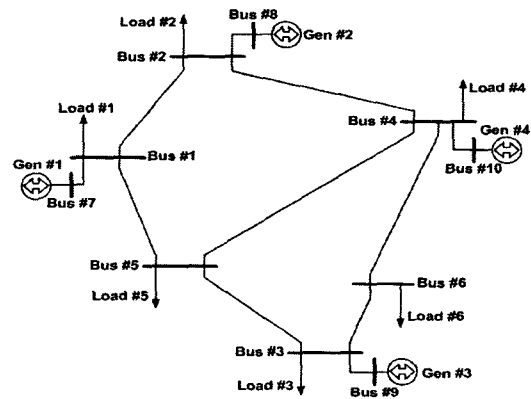 Load #2
Bus #8
Gen #2
Bus #2
Load #4
Load #1
Bus #4
Gen #4
Gen #1
Bus #1
Bus #10
Bus #7
Bus #5
Load #5
Bus #6
Load #6
Bus #3
Gen #3
Load #3
Bus #9